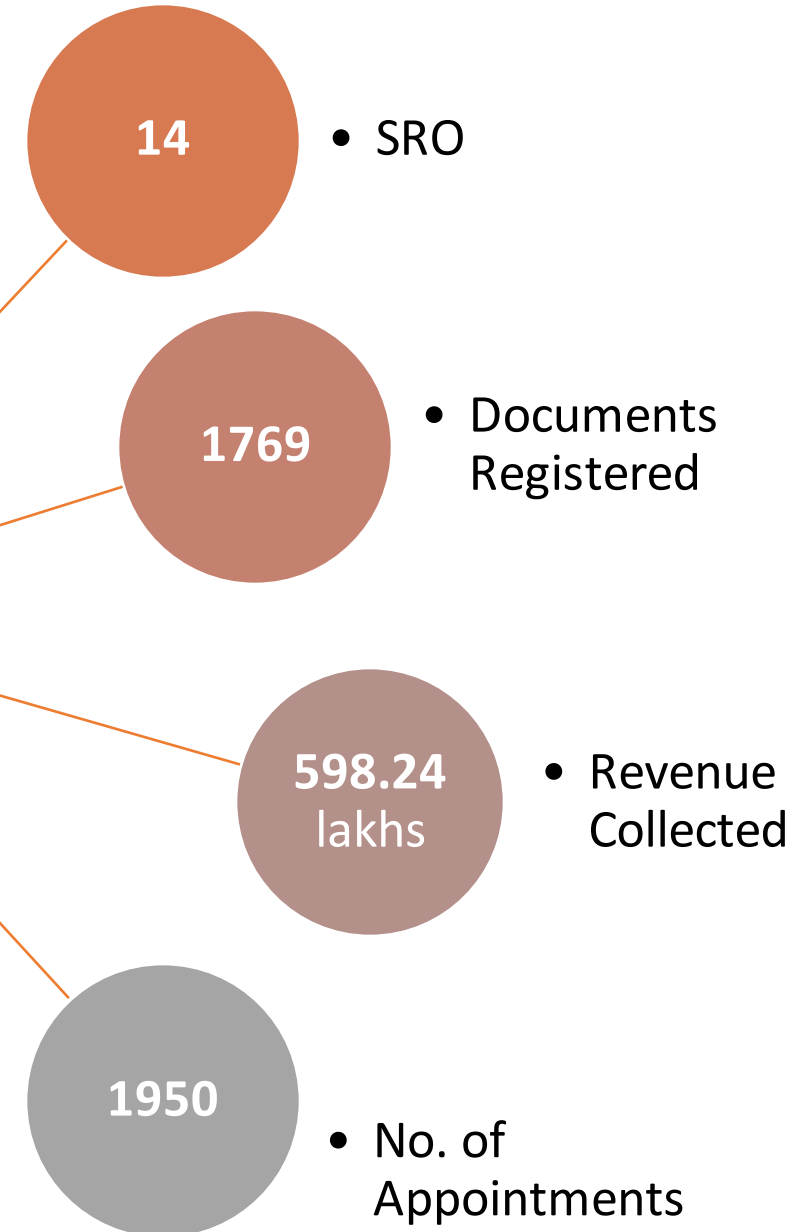 14
• SRO
1769
• Documents
Registered
598.24
lakhs
• Revenue
Collected
1950
• No. of
Appointments